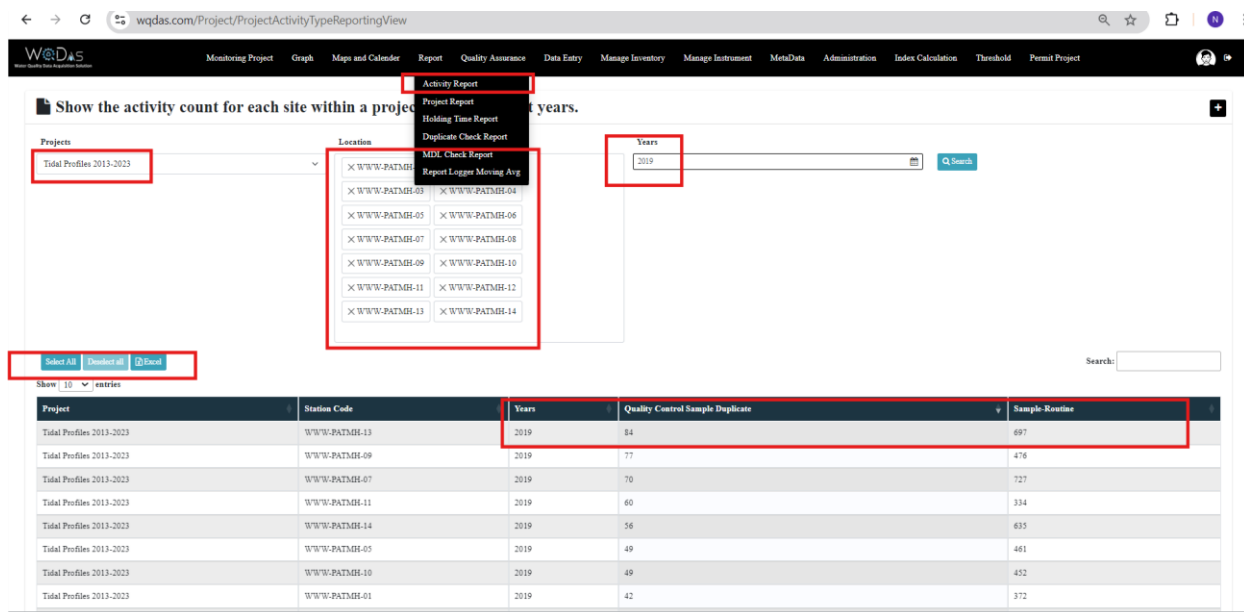 wqdas.com/Project/ProjectActivityTypeReportingView
N
WQDAS
Water Quality Data Acquisition Solution
Monitoring Project Graph Maps and Calender Report Quality Assurance Data Entry Manage Inventory Manage Instrument MetaData Administration Index Calculation Threshold Permit Project
Activity Report
Project Report
Holding Time Report
Duplicate Check Report
MDL Check Report
Report Logger Moving Avg
Show the activity count for each site within a projec t years.
Projects Location Years
Tidal Profiles 2013-2023 WWW-PATMH- 2019 Search
WWW-PATMH-03 WWW-PATMH-04
WWW-PATMH-05 WWW-PATMH-06
WWW-PATMH-07 WWW-PATMH-08
WWW-PATMH-09 WWW-PATMH-10
WWW-PATMH-11 WWW-PATMH-12
WWW-PATMH-13 WWW-PATMH-14
Select All Deselect all Excel Search:
Show 10 entries
Project Station Code Years Quality Control Sample Duplicate Sample-Routine
Tidal Profiles 2013-2023 WWW-PATMH-13 2019 84 697
Tidal Profiles 2013-2023 WWW-PATMH-09 2019 77 476
Tidal Profiles 2013-2023 WWW-PATMH-07 2019 70 727
Tidal Profiles 2013-2023 WWW-PATMH-11 2019 60 334
Tidal Profiles 2013-2023 WWW-PATMH-14 2019 56 635
Tidal Profiles 2013-2023 WWW-PATMH-05 2019 49 461
Tidal Profiles 2013-2023 WWW-PATMH-10 2019 49 452
Tidal Profiles 2013-2023 WWW-PATMH-01 2019 42 372